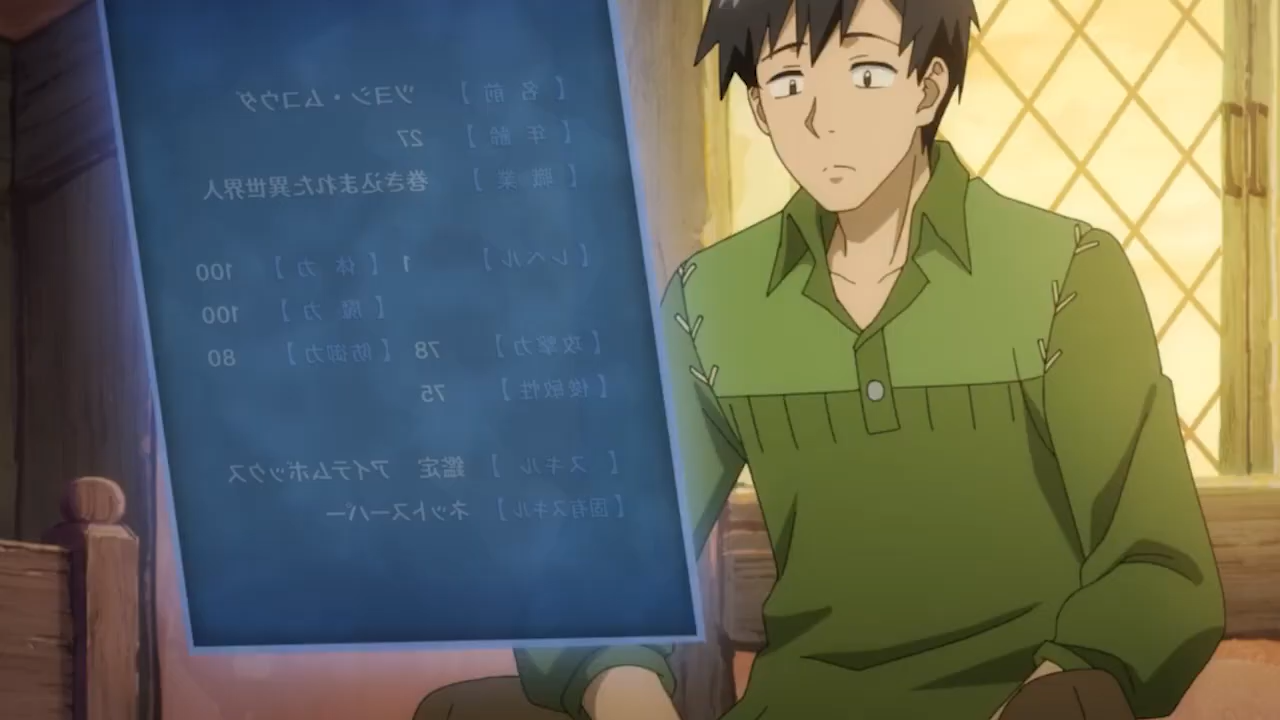 【名前】 ツヨシ・ムコウダ
【年齢】 27
【職業】 巻き込まれた異世界人
【レベル】 1 【体力】 100
【魔力】 100
【攻撃力】 78 【防御力】 80
【俊敏性】 75
【スキル】 鑑定 アイテムボックス
【固有スキル】 ネットスーパー